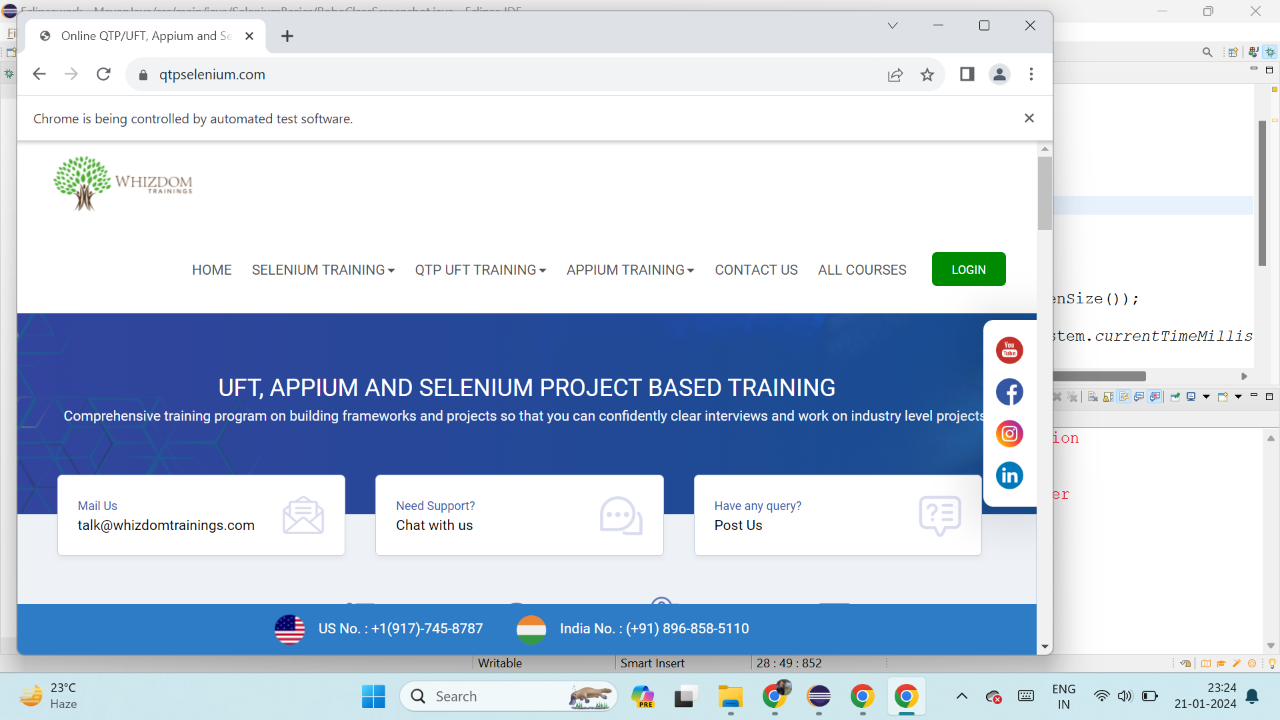 Online QTP/UFT, Appium and Se
qtpselenium.com
Chrome is being controlled by automated test software.
WHIZDOM
TRAININGS
HOME SELENIUM TRAINING QTP UFT TRAINING APPIUM TRAINING CONTACT US ALL COURSES LOGIN
enSize());
stem.currentTimeMillis
UFT, APPIUM AND SELENIUM PROJECT BASED TRAINING
Comprehensive training program on building frameworks and projects so that you can confidently clear interviews and work on industry level projects
You
Tube
tion
er
Mail Us
talk@whizdomtrainings.com
Need Support?
Chat with us
Have any query?
Post Us
US No. : +1(917)-745-8787 India No. : (+91) 896-858-5110
Writable Smart Insert 28 : 49 : 852
23°C
Haze
Search
PRE
ENG
IN
23:24
21-01-2024